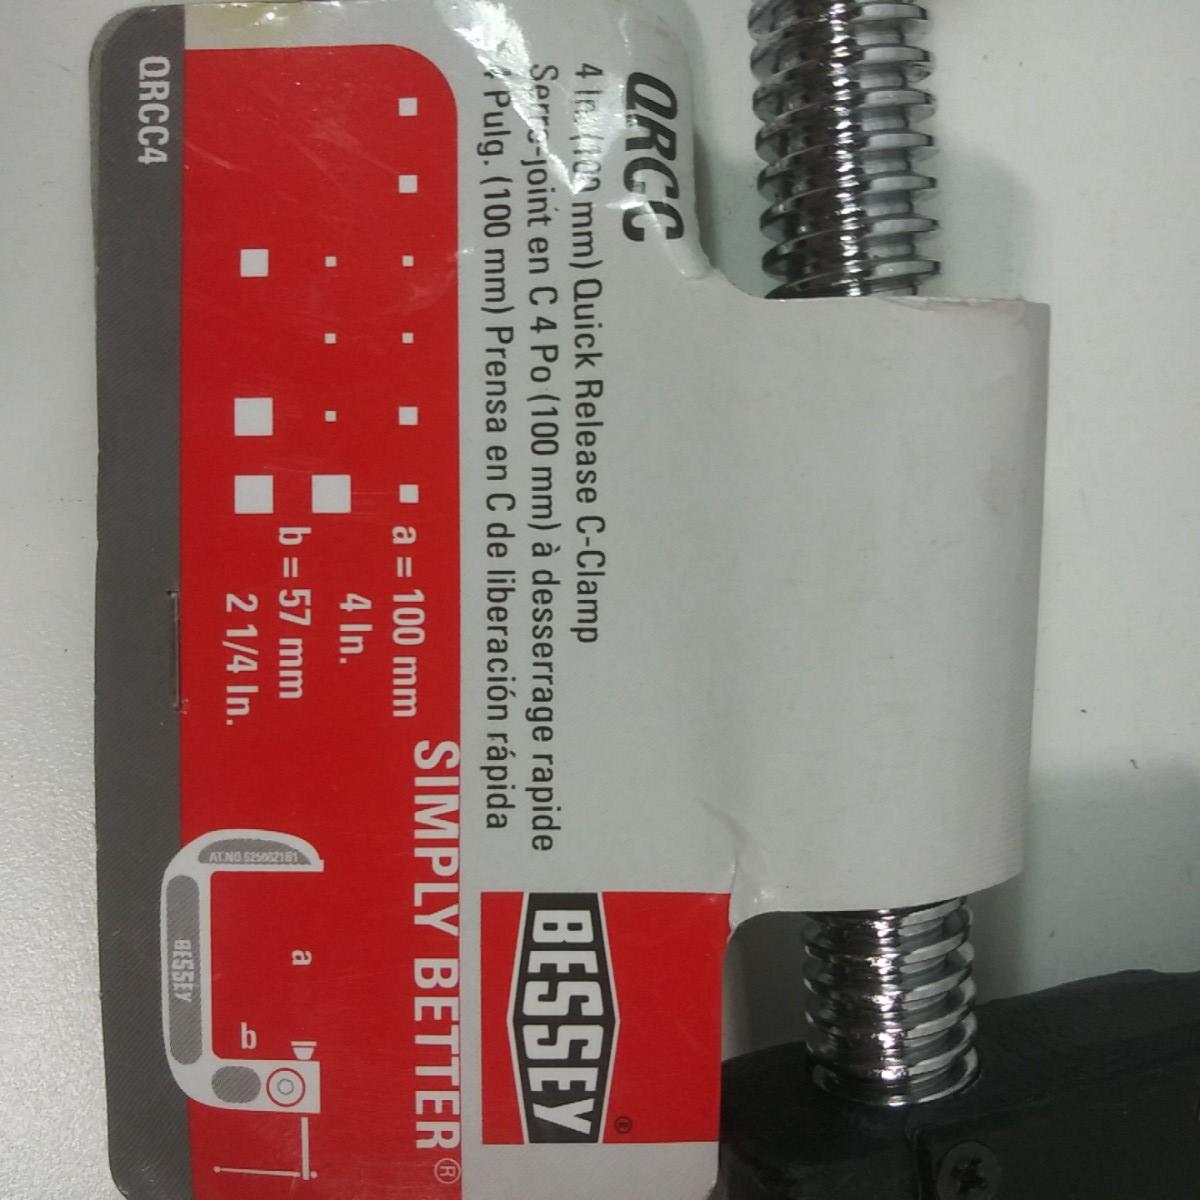 QRCC
4 In. (100 mm) Quick Release C-Clamp
Serre-joint en C 4 Po (100 mm) à desserrage rapide
4 Pulg. (100 mm) Prensa en C de liberación rápida
BESSEY®
SIMPLY BETTER®
a = 100 mm
4 In.
b = 57 mm
2 1/4 In.
a
b
BESSEY
QRCC4